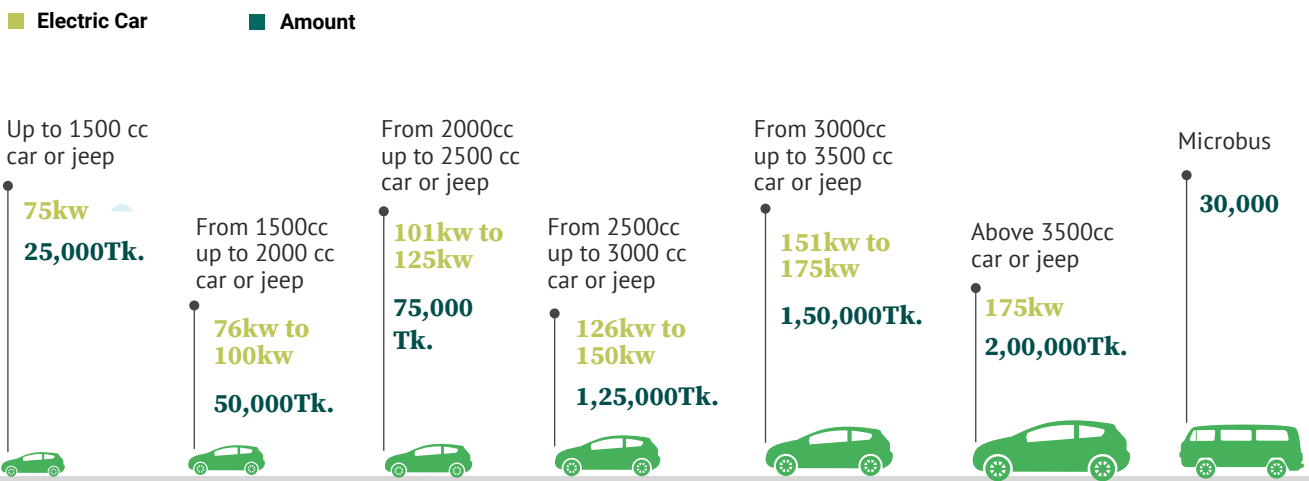 Electric Car
Amount
Up to 1500 cc
car or jeep
75kw
25,000Tk.
From 1500cc
up to 2000 cc
car or jeep
76kw to
100kw
50,000Tk.
From 2000cc
up to 2500 cc
car or jeep
101kw to
125kw
75,000
Tk.
From 2500cc
up to 3000 cc
car or jeep
126kw to
150kw
1,25,000Tk.
From 3000cc
up to 3500 cc
car or jeep
151kw to
175kw
1,50,000Tk.
Above 3500cc
car or jeep
175kw
2,00,000Tk.
Microbus
30,000